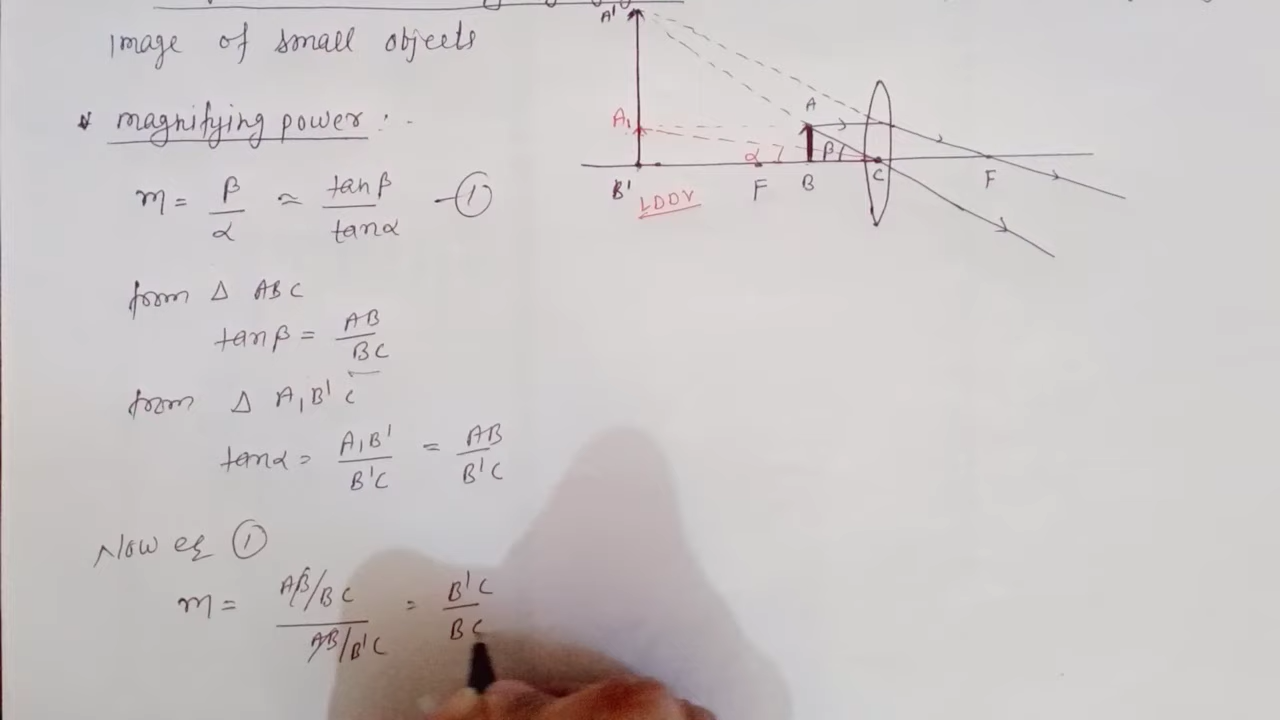 Image of small objects
* magnifying power :-
m = β/α ≈ tanβ/tanα -①
from Δ ABC
tanβ = AB/BC
from Δ A₁B'C
tanα = A₁B'/B'C = AB/B'C
Now eq ①
m = AB/BC / AB/B'C = B'C/BC
A'
A₁
A
α
β
B'
LDDV
F
B
C
F